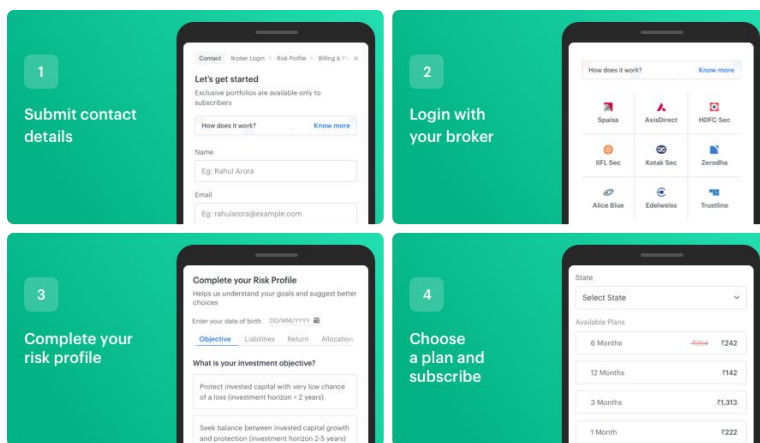 1
Submit contact
details
Contact Broker Login Risk Profile Billing &
Let's get started
Exclusive portfolios are available only to
subscribers
How does it work? Know more
Name
Eg: Rahul Arora
Email
Eg: rahularora@example.com
2
Login with
your broker
How does it work? Know more
5paisa AxisDirect HDFC Sec
IIFL Sec Kotak Sec Zerodha
Alice Blue Edelweiss Trustline
3
Complete your
risk profile
Complete your Risk Profile
Helps us understand your goals and suggest better
choices
Enter your date of birth DD/MM/YYYY
Objective Liabilities Return Allocation
What is your investment objective?
Protect invested capital with very low chance
of a loss (investment horizon < 2 years)
Seek balance between invested capital growth
and protection (investment horizon 2-5 years)
4
Choose
a plan and
subscribe
State
Select State
Available Plans
6 Months ₹254 ₹242
12 Months ₹142
3 Months ₹1,313
1 Month ₹222